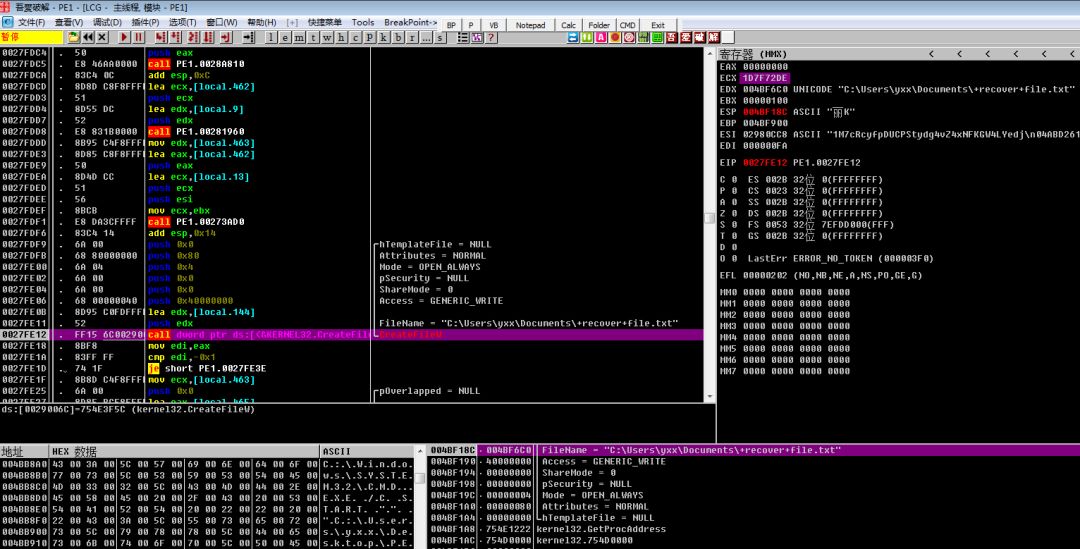 吾愛破解 - PE1 - [LCG - 主线程, 模块 - PE1]
文件(F) 查看(V) 调试(D) 插件(P) 选项(T) 窗口(W) 帮助(H) [+] 快捷菜单 Tools BreakPoint-> BP P VB Notepad Calc Folder CMD Exit
暂停 l e m t w h c P k b r ... s 吾 爱 破 解
0027FDC4 . 50 push eax
0027FDC5 . E8 46AA0000 call PE1.0028A810
0027FDCA . 83C4 0C add esp,0xC
0027FDCD . 8D8D C8F8FFFF lea ecx,[local.462]
0027FDD3 . 51 push ecx
0027FDD4 . 8D55 DC lea edx,[local.9]
0027FDD7 . 52 push edx
0027FDD8 . E8 831B0000 call PE1.00281960
0027FDDD . 8B95 C4F8FFFF mov edx,[local.463]
0027FDE3 . 8D85 C8F8FFFF lea eax,[local.462]
0027FDE9 . 50 push eax
0027FDEA . 8D4D CC lea ecx,[local.13]
0027FDED . 51 push ecx
0027FDEE . 56 push esi
0027FDEF . 8BCB mov ecx,ebx
0027FDF1 . E8 DA3CFFFF call PE1.00273AD0
0027FDF6 . 83C4 14 add esp,0x14
0027FDF9 . 6A 00 push 0x0 hTemplateFile = NULL
0027FDFB . 68 80000000 push 0x80 Attributes = NORMAL
0027FE00 . 6A 04 push 0x4 Mode = OPEN_ALWAYS
0027FE02 . 6A 00 push 0x0 pSecurity = NULL
0027FE04 . 6A 00 push 0x0 ShareMode = 0
0027FE06 . 68 00000040 push 0x40000000 Access = GENERIC_WRITE
0027FE0B . 8D95 C0FDFFFF lea edx,[local.144]
0027FE11 . 52 push edx FileName = "C:\Users\yxx\Documents\+recover+file.txt"
0027FE12 . FF15 6C002900 call dword ptr ds:[<&KERNEL32.CreateFile CreateFileW
0027FE18 . 8BF8 mov edi,eax
0027FE1A . 83FF FF cmp edi,-0x1
0027FE1D . 74 1F je short PE1.0027FE3E
0027FE1F . 8B8D C4F8FFFF mov ecx,[local.463]
0027FE25 . 6A 00 push 0x0 pOverlapped = NULL
ds:[0029006C]=754E3F5C (kernel32.CreateFileW)
寄存器 (MMX) < < < < < <
EAX 00000000
ECX 1D7F72DE
EDX 004BF6C0 UNICODE "C:\Users\yxx\Documents\+recover+file.txt"
EBX 00000100
ESP 004BF18C ASCII "丽K"
EBP 004BF900
ESI 02980CC8 ASCII "1M7cRcyfpDUCPStydg4vZ4xNFKGW4LYedj\n04ABD261
EDI 000000FA
EIP 0027FE12 PE1.0027FE12
C 0 ES 002B 32位 0(FFFFFFFF)
P 0 CS 0023 32位 0(FFFFFFFF)
A 0 SS 002B 32位 0(FFFFFFFF)
Z 0 DS 002B 32位 0(FFFFFFFF)
S 0 FS 0053 32位 7EFDD000(FFF)
T 0 GS 002B 32位 0(FFFFFFFF)
D 0
O 0 LastErr ERROR_NO_TOKEN (000003F0)
EFL 00000202 (NO,NB,NE,A,NS,PO,GE,G)
MM0 0000 0000 0000 0000
MM1 0000 0000 0000 0000
MM2 0000 0000 0000 0000
MM3 0000 0000 0000 0000
MM4 0000 0000 0000 0000
MM5 0000 0000 0000 0000
MM6 0000 0000 0000 0000
MM7 0000 0000 0000 0000
地址 HEX 数据 ASCII
004BB8A0 43 00 3A 00 5C 00 57 00 69 00 6E 00 64 00 6F 00 C.:.\.W.i.n.d.o.
004BB8B0 77 00 73 00 5C 00 53 00 59 00 53 00 54 00 45 00 w.s.\.S.Y.S.T.E.
004BB8C0 4D 00 33 00 32 00 5C 00 43 00 4D 00 44 00 2E 00 M.3.2.\.C.M.D...
004BB8D0 45 00 58 00 45 00 20 00 2F 00 43 00 20 00 53 00 E.X.E. ./.C. .S.
004BB8E0 54 00 41 00 52 00 54 00 20 00 22 00 22 00 20 00 T.A.R.T. .".". .
004BB8F0 22 00 43 00 3A 00 5C 00 55 00 73 00 65 00 72 00 ".C.:.\.U.s.e.r.
004BB900 73 00 5C 00 79 00 78 00 78 00 5C 00 44 00 65 00 s.\.y.x.x.\.D.e.
004BB910 73 00 6B 00 74 00 6F 00 70 00 5C 00 50 00 45 00 s.k.t.o.p.\.P.E.
004BF18C 004BF6C0 FileName = "C:\Users\yxx\Documents\+recover+file.txt"
004BF190 40000000 Access = GENERIC_WRITE
004BF194 00000000 ShareMode = 0
004BF198 00000000 pSecurity = NULL
004BF19C 00000004 Mode = OPEN_ALWAYS
004BF1A0 00000080 Attributes = NORMAL
004BF1A4 00000000 hTemplateFile = NULL
004BF1A8 754E1222 kernel32.GetProcAddress
004BF1AC 754D0000 kernel32.754D0000